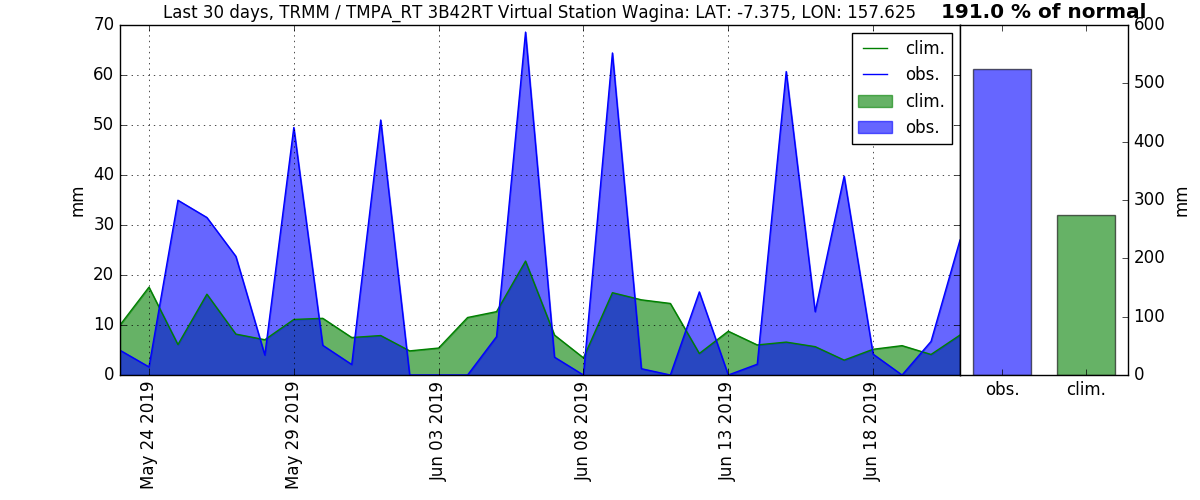 Last 30 days, TRMM / TMPA_RT 3B42RT Virtual Station Wagina: LAT: -7.375, LON: 157.625
191.0 % of normal
70
60
50
40
30
20
10
0
mm
clim.
obs.
clim.
obs.
May 24 2019
May 29 2019
Jun 03 2019
Jun 08 2019
Jun 13 2019
Jun 18 2019
600
500
400
300
200
100
0
mm
obs.
clim.